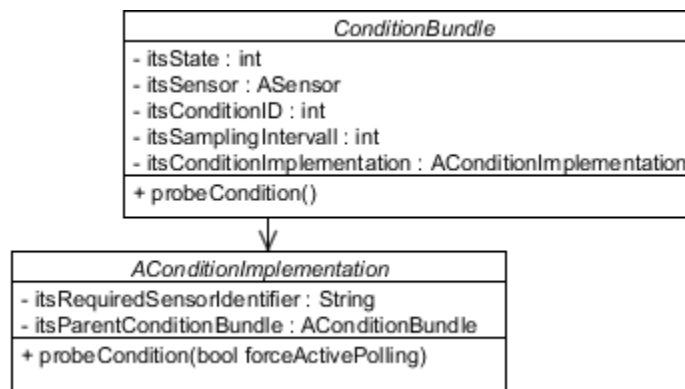 ConditionBundle
- itsState : int
- itsSensor : ASensor
- itsConditionID : int
- itsSamplingIntervall : int
- itsConditionImplementation : AConditionImplementation
+ probeCondition()
AConditionImplementation
- itsRequiredSensorIdentifier : String
- itsParentConditionBundle : AConditionBundle
+ probeCondition(bool forceActivePolling)